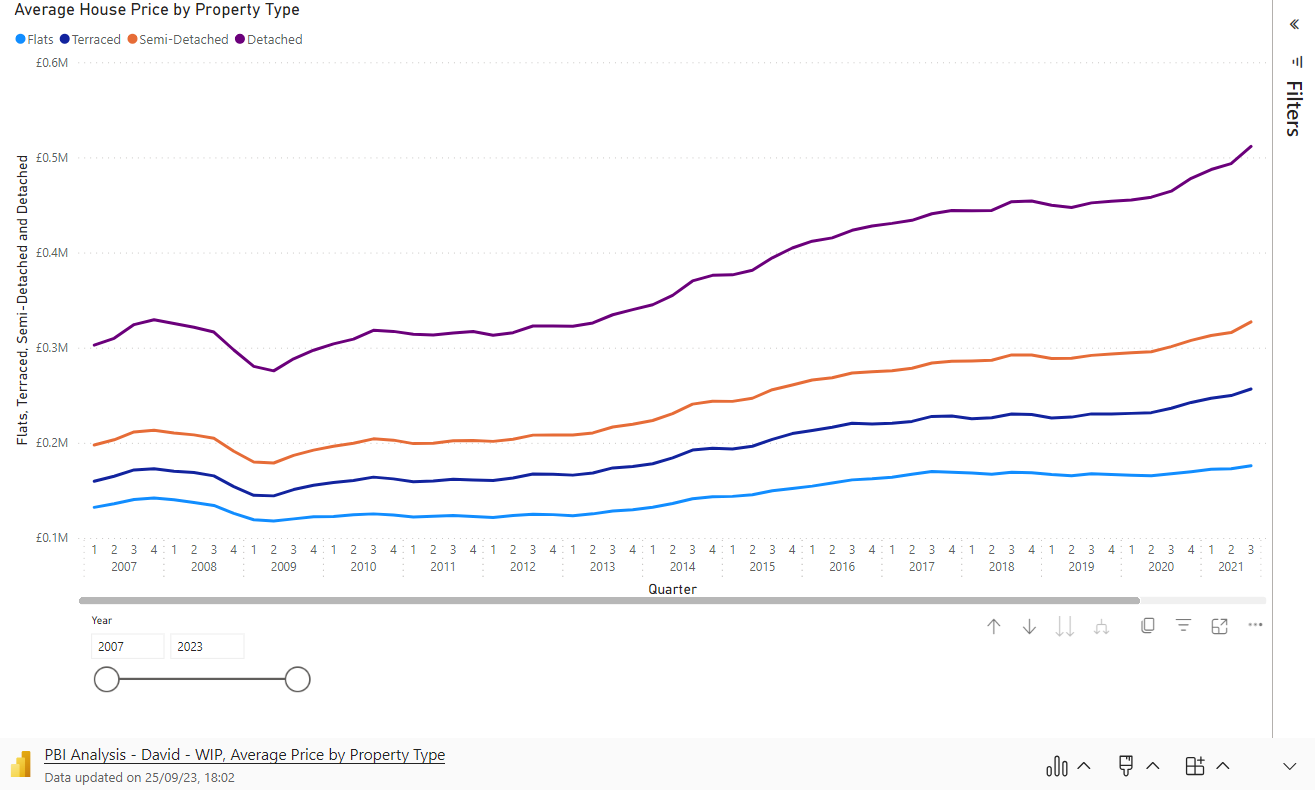 Average House Price by Property Type
Flats Terraced Semi-Detached Detached
£0.6M
£0.5M
£0.4M
£0.3M
£0.2M
£0.1M
Flats, Terraced, Semi-Detached and Detached
1 2 3 4 1 2 3 4 1 2 3 4 1 2 3 4 1 2 3 4 1 2 3 4 1 2 3 4 1 2 3 4 1 2 3 4 1 2 3 4 1 2 3 4 1 2 3 4 1 2 3 4 1 2 3 4 1 2 3
2007 2008 2009 2010 2011 2012 2013 2014 2015 2016 2017 2018 2019 2020 2021
Quarter
Year
2007 2023
Filters
PBI Analysis - David - WIP, Average Price by Property Type
Data updated on 25/09/23, 18:02